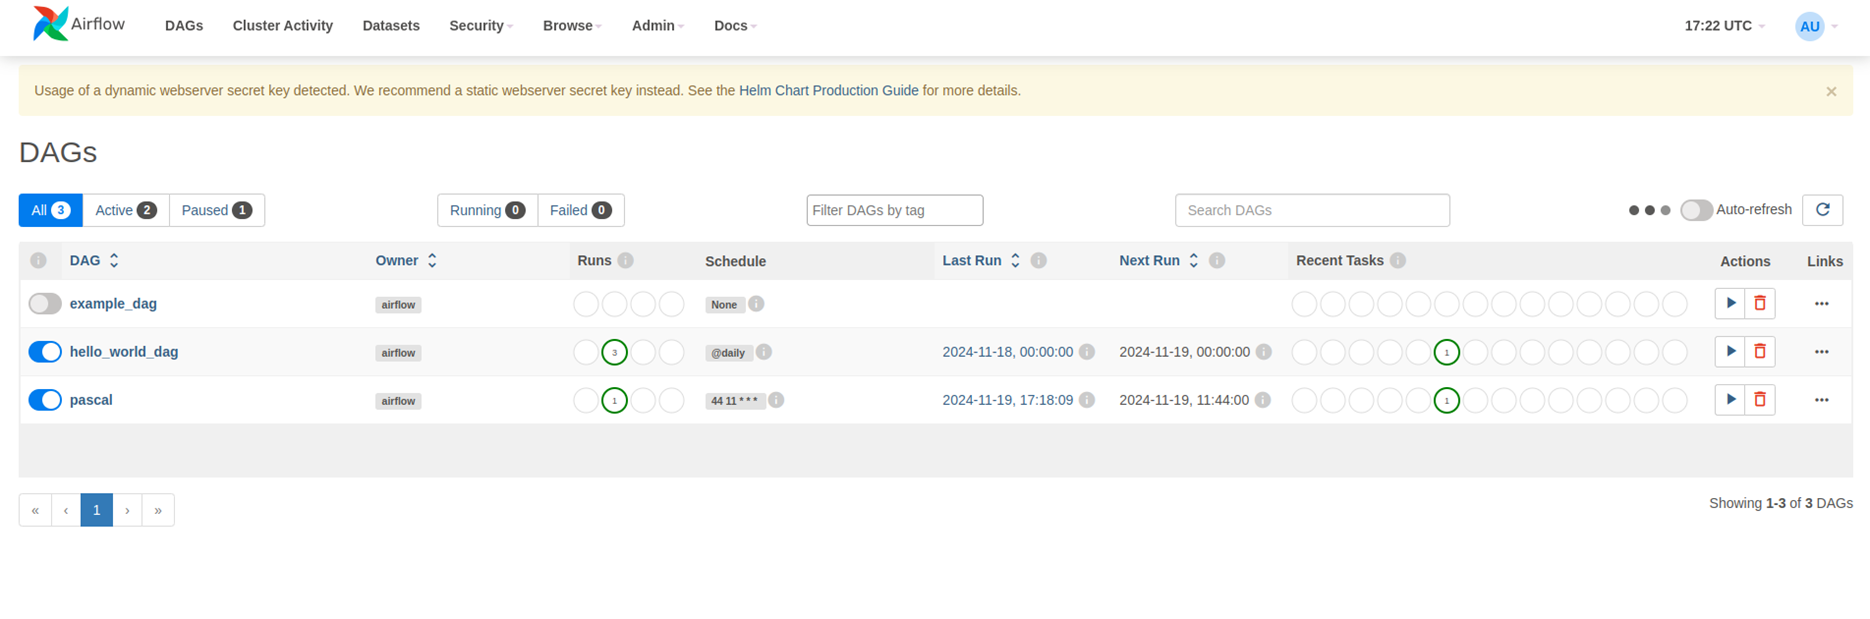 Airflow DAGs Cluster Activity Datasets Security Browse Admin Docs 17:22 UTC AU
Usage of a dynamic webserver secret key detected. We recommend a static webserver secret key instead. See the Helm Chart Production Guide for more details. ×
DAGs
All 3 Active 2 Paused 1 Running 0 Failed 0 Filter DAGs by tag Search DAGs Auto-refresh
DAG Owner Runs Schedule Last Run Next Run Recent Tasks Actions Links
example_dag airflow None
hello_world_dag airflow 3 @daily 2024-11-18, 00:00:00 2024-11-19, 00:00:00 1
pascal airflow 1 44 11 * * * 2024-11-19, 17:18:09 2024-11-19, 11:44:00 1
« ‹ 1 › » Showing 1-3 of 3 DAGs